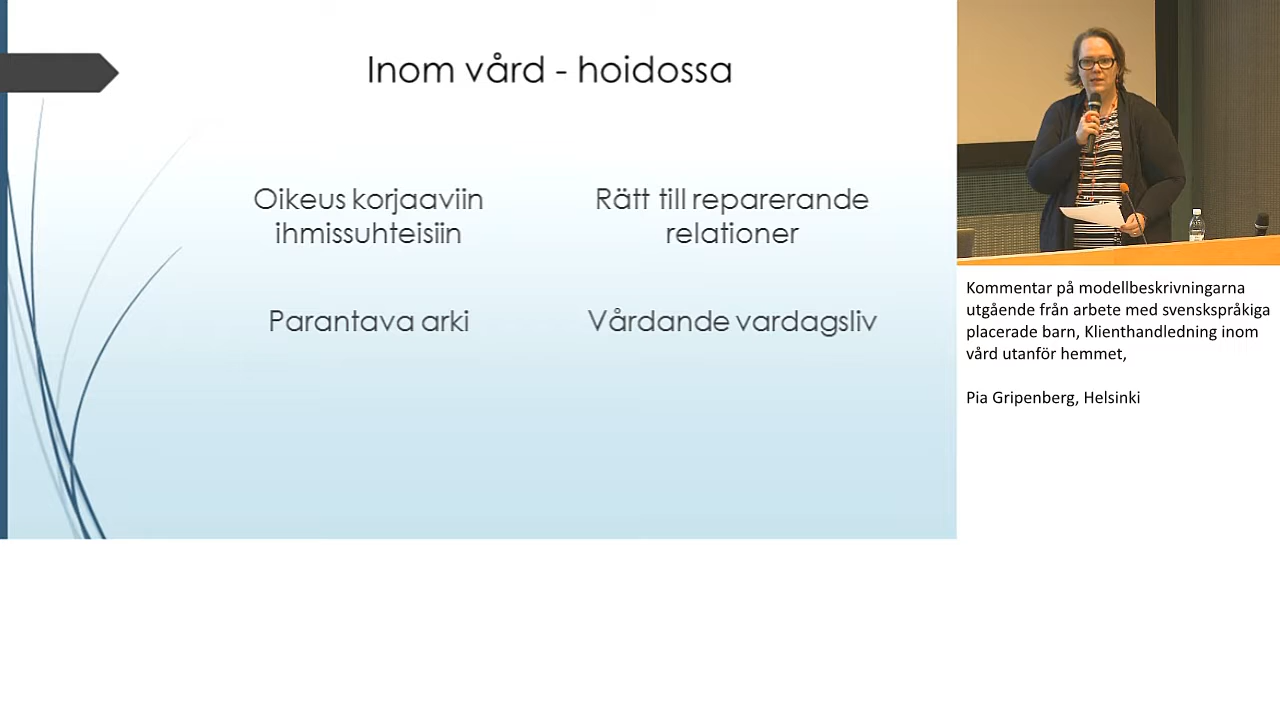 Inom vård - hoidossa
Oikeus korjaaviin
ihmissuhteisiin
Rätt till reparerande
relationer
Parantava arki
Vårdande vardagsliv
Kommentar på modellbeskrivningarna
utgående från arbete med svenskspråkiga
placerade barn, Klienthandledning inom
vård utanför hemmet,
Pia Gripenberg, Helsinki